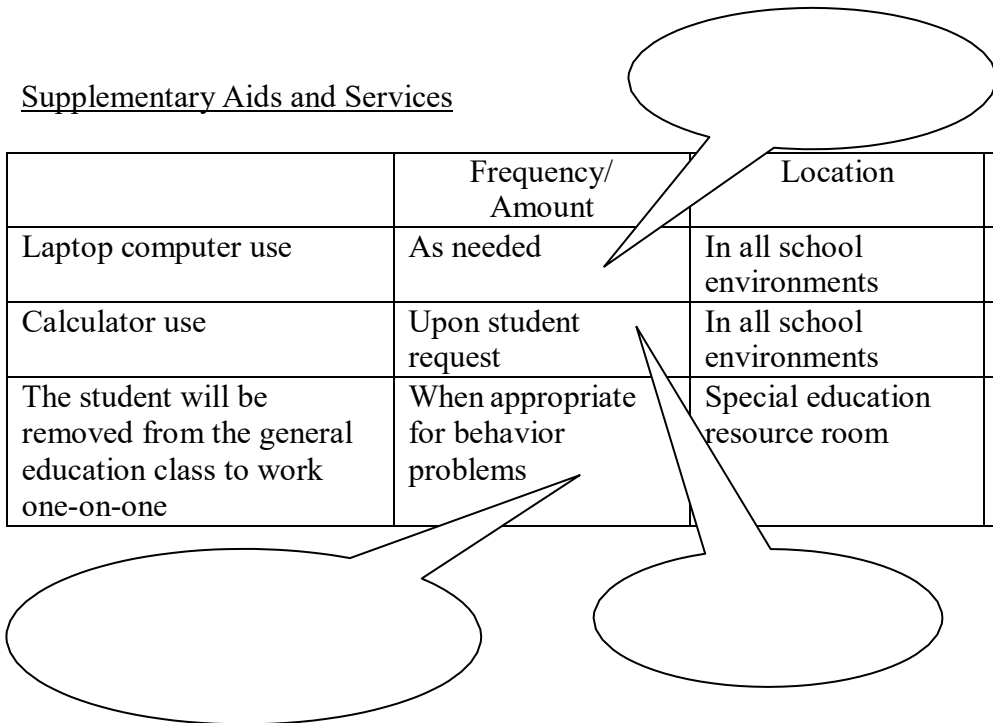 Supplementary Aids and Services
Frequency/
Amount
Location
Laptop computer use
As needed
In all school
environments
Calculator use
Upon student
request
In all school
environments
The student will be
removed from the general
education class to work
one-on-one
When appropriate
for behavior
problems
Special education
resource room